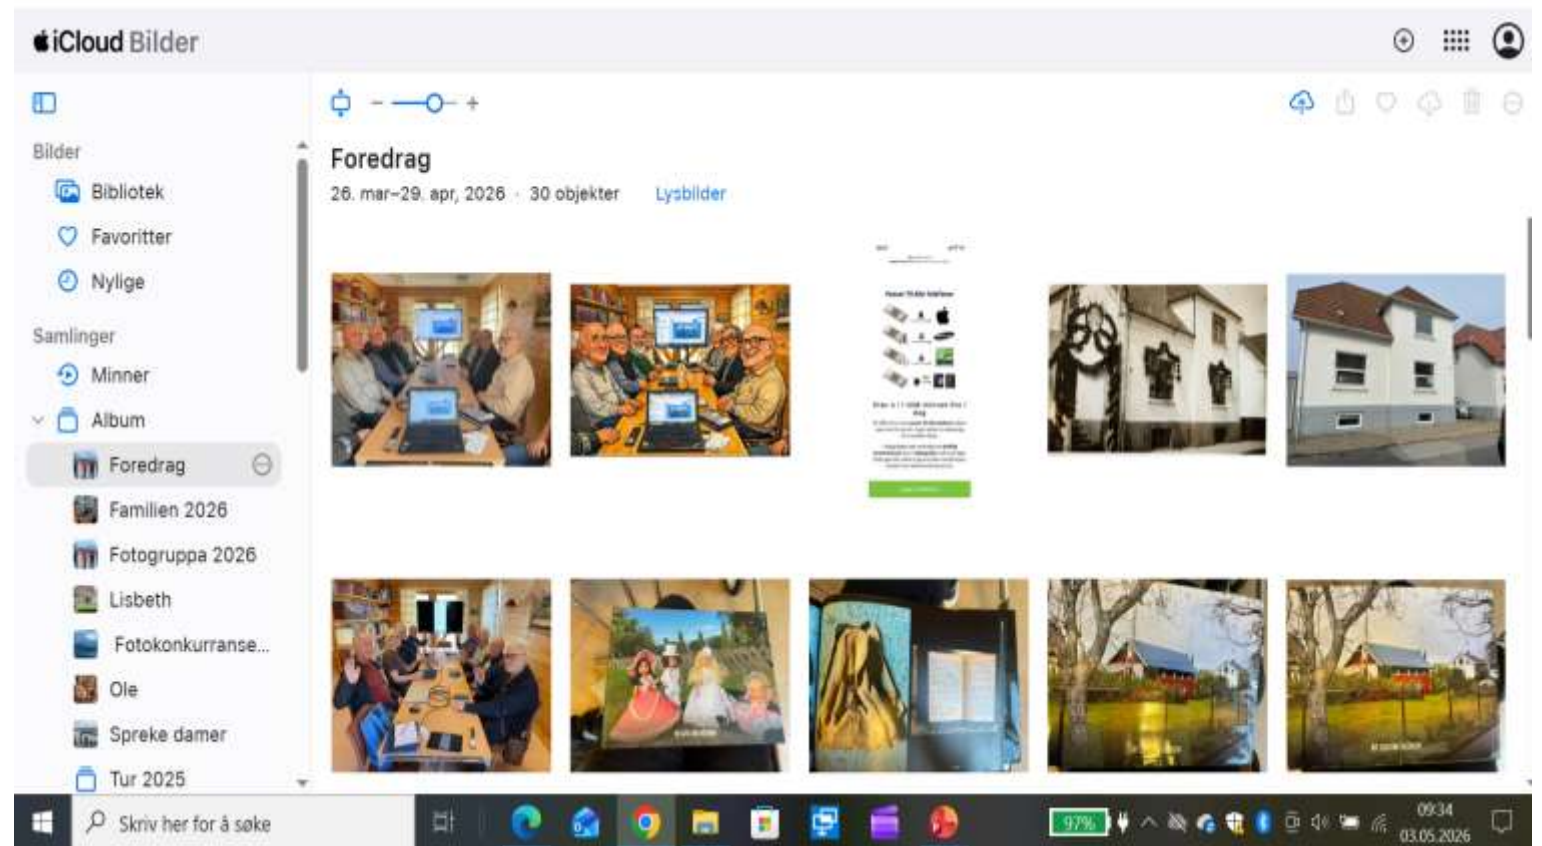 iCloud Bilder
Bilder
Bibliotek
Favoritter
Nylige
Samlinger
Minner
Album
Foredrag
Familien 2026
Fotogruppa 2026
Lisbeth
Fotokonkurranse...
Ole
Spreke damer
Tur 2025
Foredrag
26. mar–29. apr, 2026 · 30 objekter Lysbilder
Skriv her for å søke
97%
09:34
03.05.2026